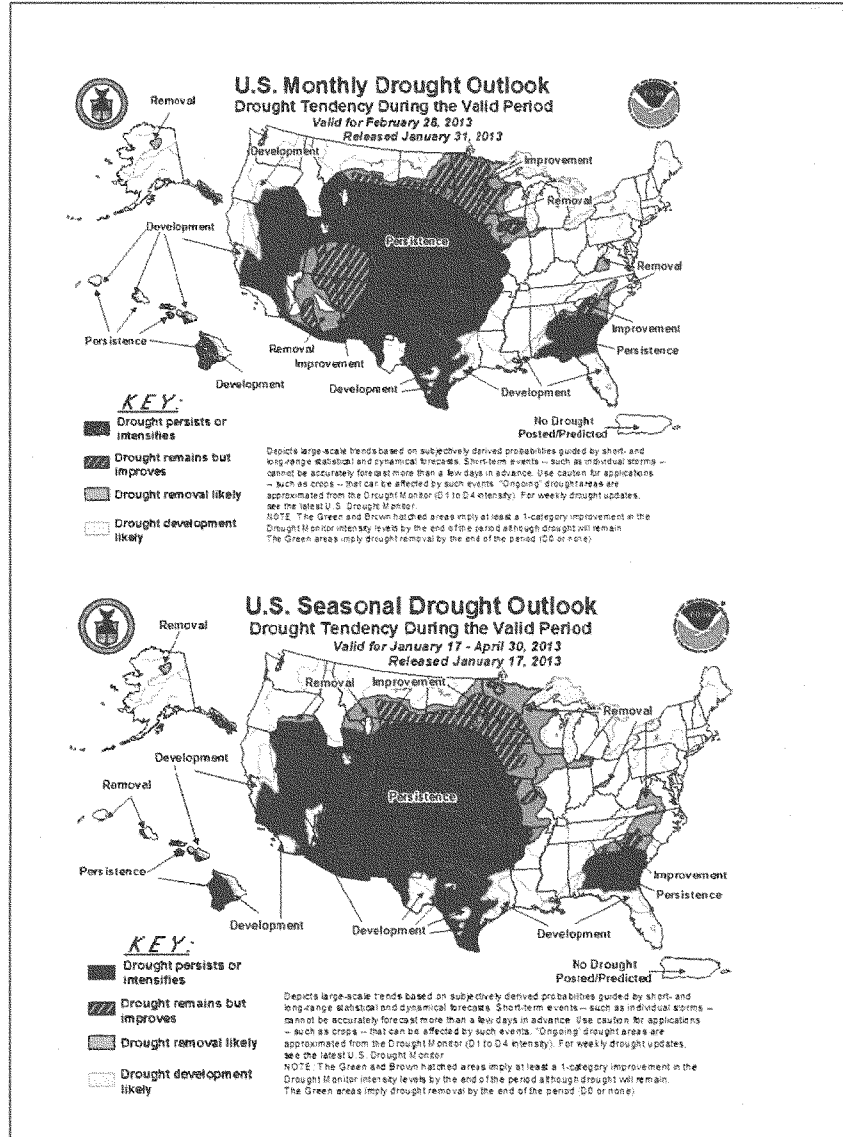 U.S. Monthly Drought Outlook
Drought Tendency During the Valid Period
Valid for February 28, 2013
Released January 31, 2013
Removal
Development
Improvement
Removal
Persistence
Development
Removal
Persistence
Improvement
Persistence
Removal
Improvement
Development
Development
Development
KEY:
Drought persists or
intensifies
Drought remains but
improves
Drought removal likely
Drought development
likely
No Drought
Posted/Predicted
Depicts large-scale trends based on subjectively derived probabilities guided by short- and
long-range statistical and dynamical forecasts. Short-term events -- such as individual storms --
cannot be accurately forecast more than a few days in advance. Use caution for applications
-- such as crops -- that can be affected by such events. "Ongoing" drought areas are
approximated from the Drought Monitor (D1 to D4 intensity). For weekly drought updates,
see the latest U.S. Drought Monitor.
NOTE: The Green and Brown hatched areas imply at least a 1-category improvement in the
Drought Monitor intensity levels by the end of the period although drought will remain.
The Green areas imply drought removal by the end of the period (D0 or none)
U.S. Seasonal Drought Outlook
Drought Tendency During the Valid Period
Valid for January 17 - April 30, 2013
Released January 17, 2013
Removal
Removal
Improvement
Removal
Development
Removal
Persistence
Persistence
Improvement
Persistence
Development
Development
Development
KEY:
Drought persists or
intensifies
Drought remains but
improves
Drought removal likely
Drought development
likely
No Drought
Posted/Predicted
Depicts large-scale trends based on subjectively derived probabilities guided by short- and
long-range statistical and dynamical forecasts. Short-term events -- such as individual storms --
cannot be accurately forecast more than a few days in advance. Use caution for applications
-- such as crops -- that can be affected by such events. "Ongoing" drought areas are
approximated from the Drought Monitor (D1 to D4 intensity). For weekly drought updates,
see the latest U.S. Drought Monitor
NOTE: The Green and Brown hatched areas imply at least a 1-category improvement in the
Drought Monitor intensity levels by the end of the period although drought will remain.
The Green areas imply drought removal by the end of the period (D0 or none)